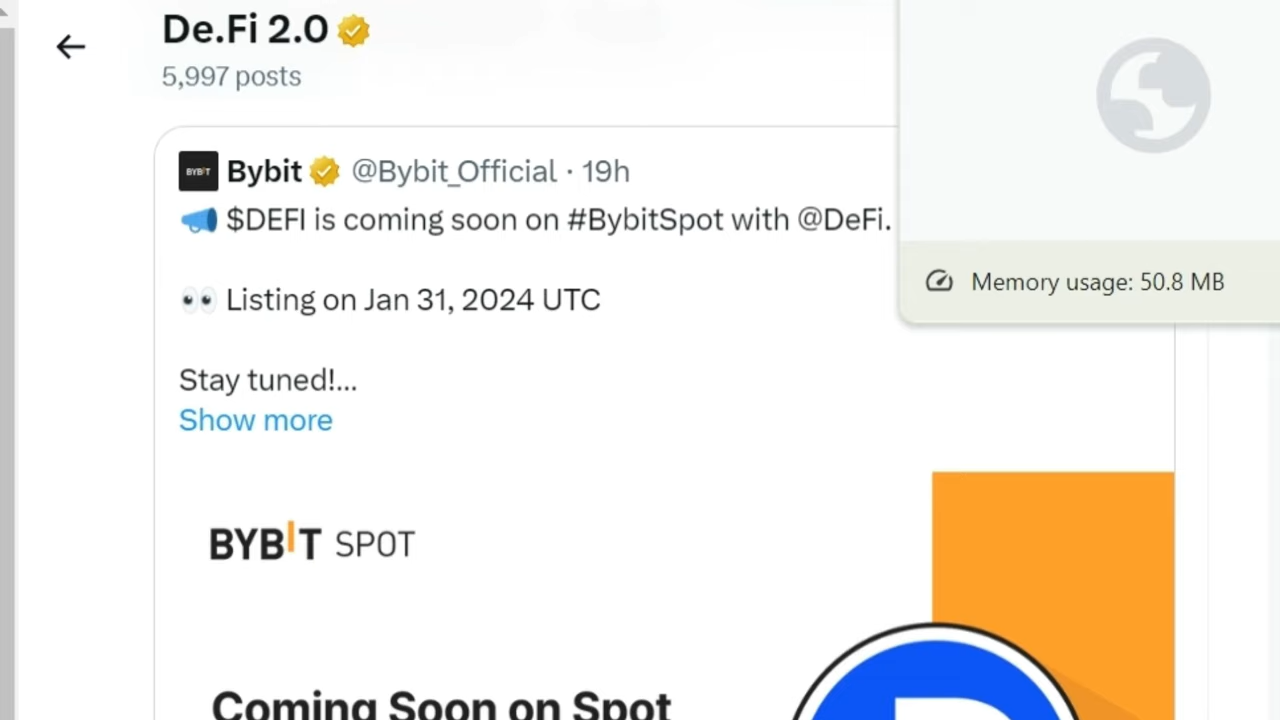 De.Fi 2.0
5,997 posts
BYBIT
Bybit @Bybit_Official · 19h
$DEFI is coming soon on #BybitSpot with @DeFi.
Listing on Jan 31, 2024 UTC
Memory usage: 50.8 MB
Stay tuned!...
Show more
BYBIT SPOT
Coming Soon on Spot